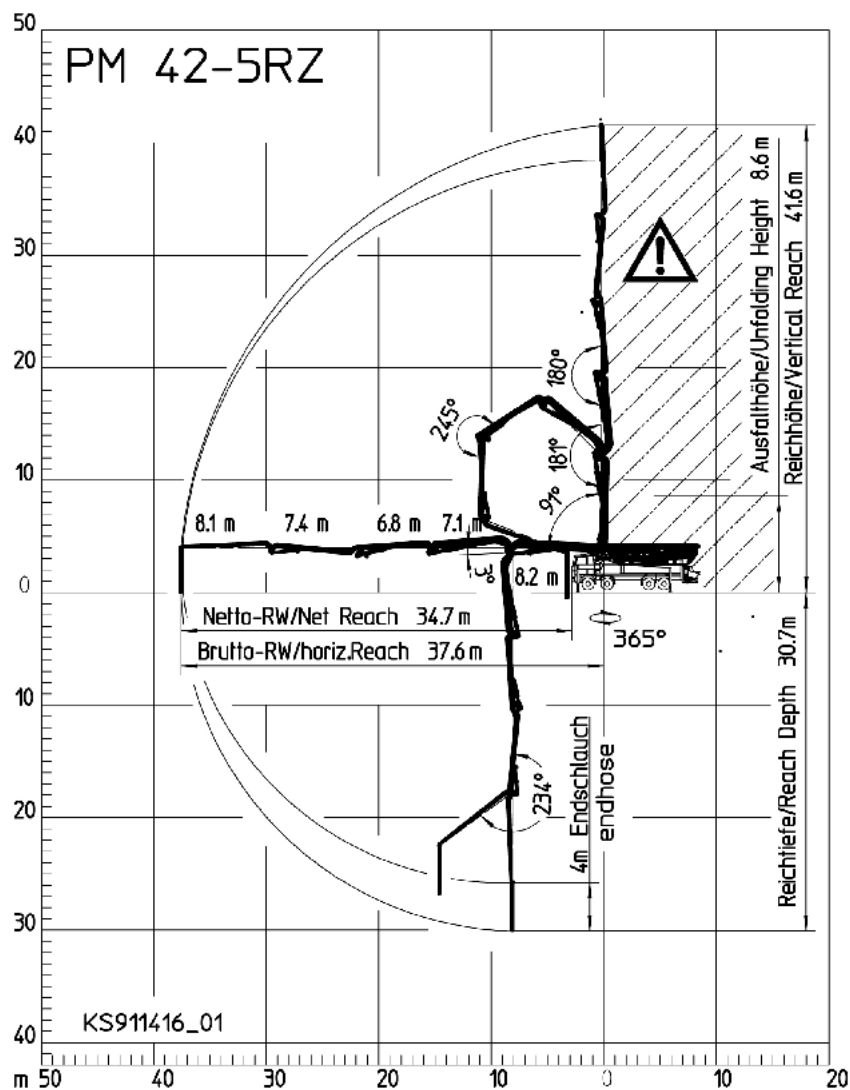 50
PM 42-5RZ
40
30
20
10
0
10
20
30
40
m 50 40 30 20 10 0 10 20
Ausfalthöhe/Unfolding Height 8.6 m
Reichhöhe/Vertical Reach 41.6 m
180°
245°
181°
91°
8.1 m 7.4 m 6.8 m 7.1 m
3°
8.2 m
Netto-RW/Net Reach 34.7 m
365°
Brutto-RW/horiz.Reach 37.6 m
234°
4m Endschlauch
endhose
Reichtiefe/Reach Depth 30.7m
KS911416_01